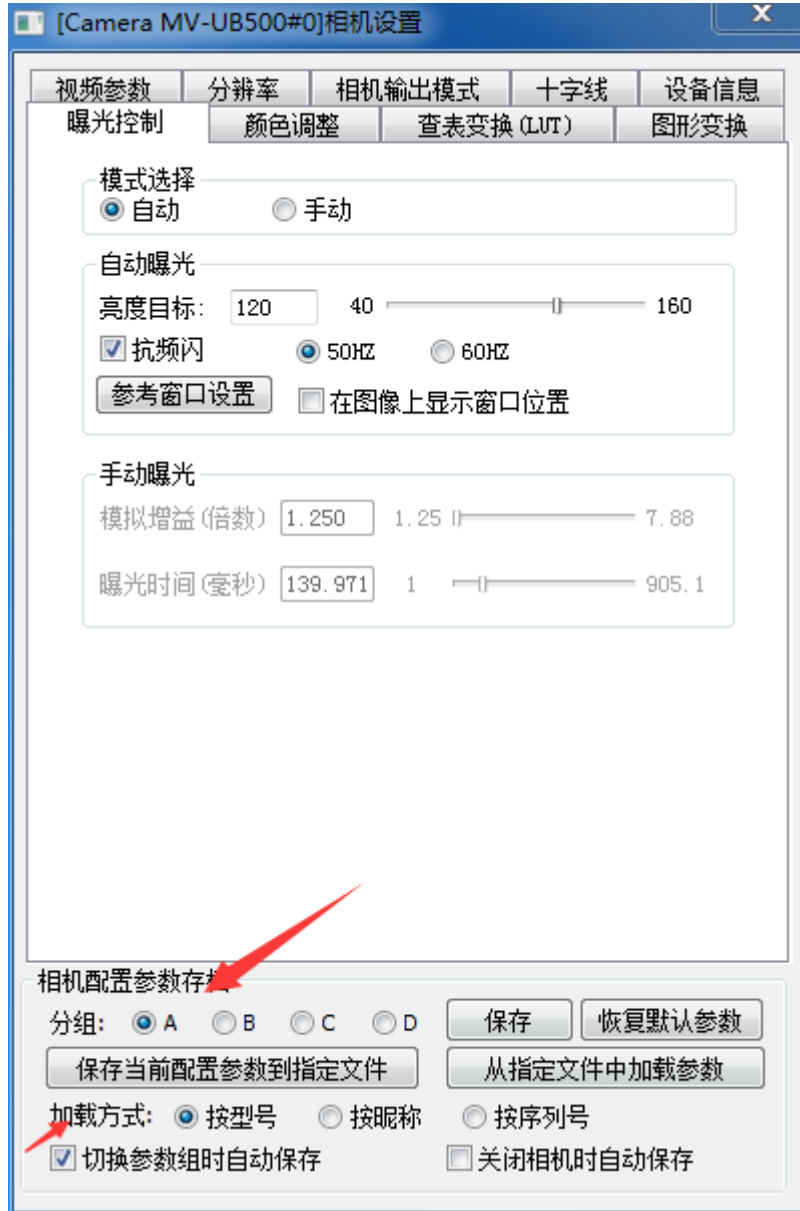 [Camera MV-UB500#0]相机设置
视频参数 分辨率 相机输出模式 十字线 设备信息
曝光控制 颜色调整 查表变换(LUT) 图形变换
模式选择
自动 手动
自动曝光
亮度目标: 120 40 160
抗频闪 50HZ 60HZ
参考窗口设置 在图像上显示窗口位置
手动曝光
模拟增益(倍数) 1.250 1.25 7.88
曝光时间(毫秒) 139.971 1 905.1
相机配置参数存档
分组: A B C D 保存 恢复默认参数
保存当前配置参数到指定文件 从指定文件中加载参数
加载方式: 按型号 按昵称 按序列号
切换参数组时自动保存 关闭相机时自动保存